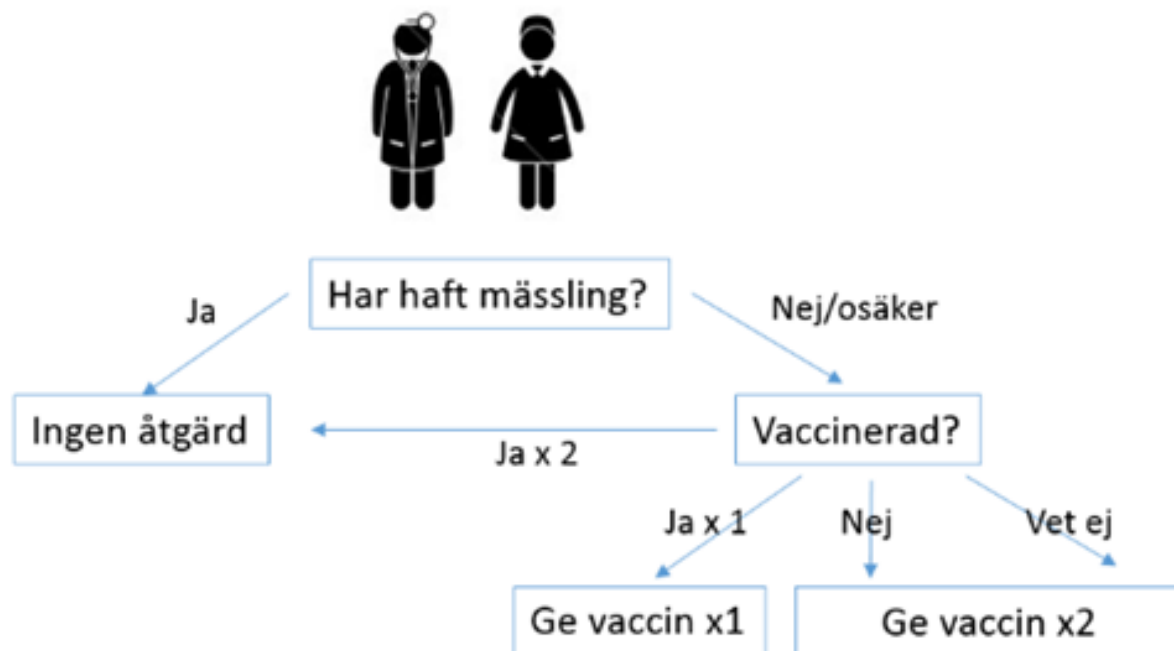 Har haft mässling?
Ja
Nej/osäker
Ingen åtgärd
Ja x 2
Vaccinerad?
Ja x 1
Nej
Vet ej
Ge vaccin x1
Ge vaccin x2